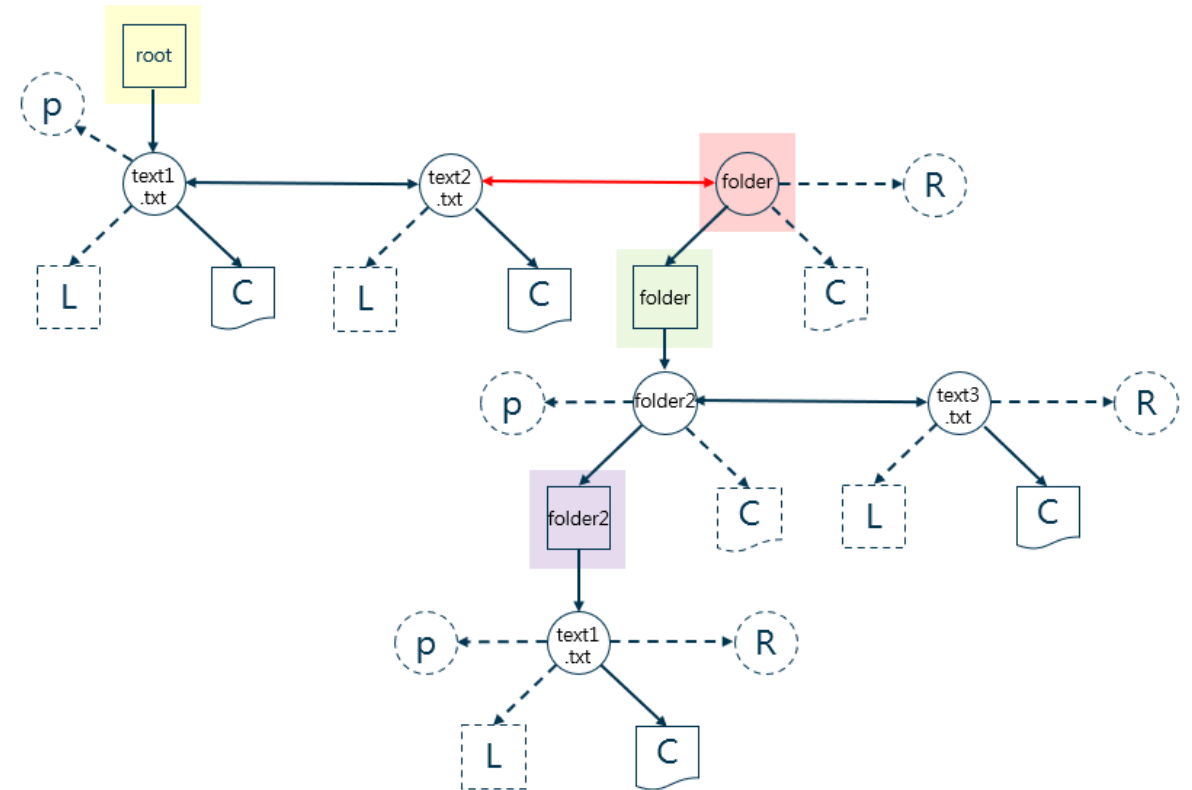 root
p
text1
.txt
text2
.txt
folder
R
L
C
L
C
folder
C
p
folder2
text3
.txt
R
folder2
C
L
C
p
text1
.txt
R
L
C